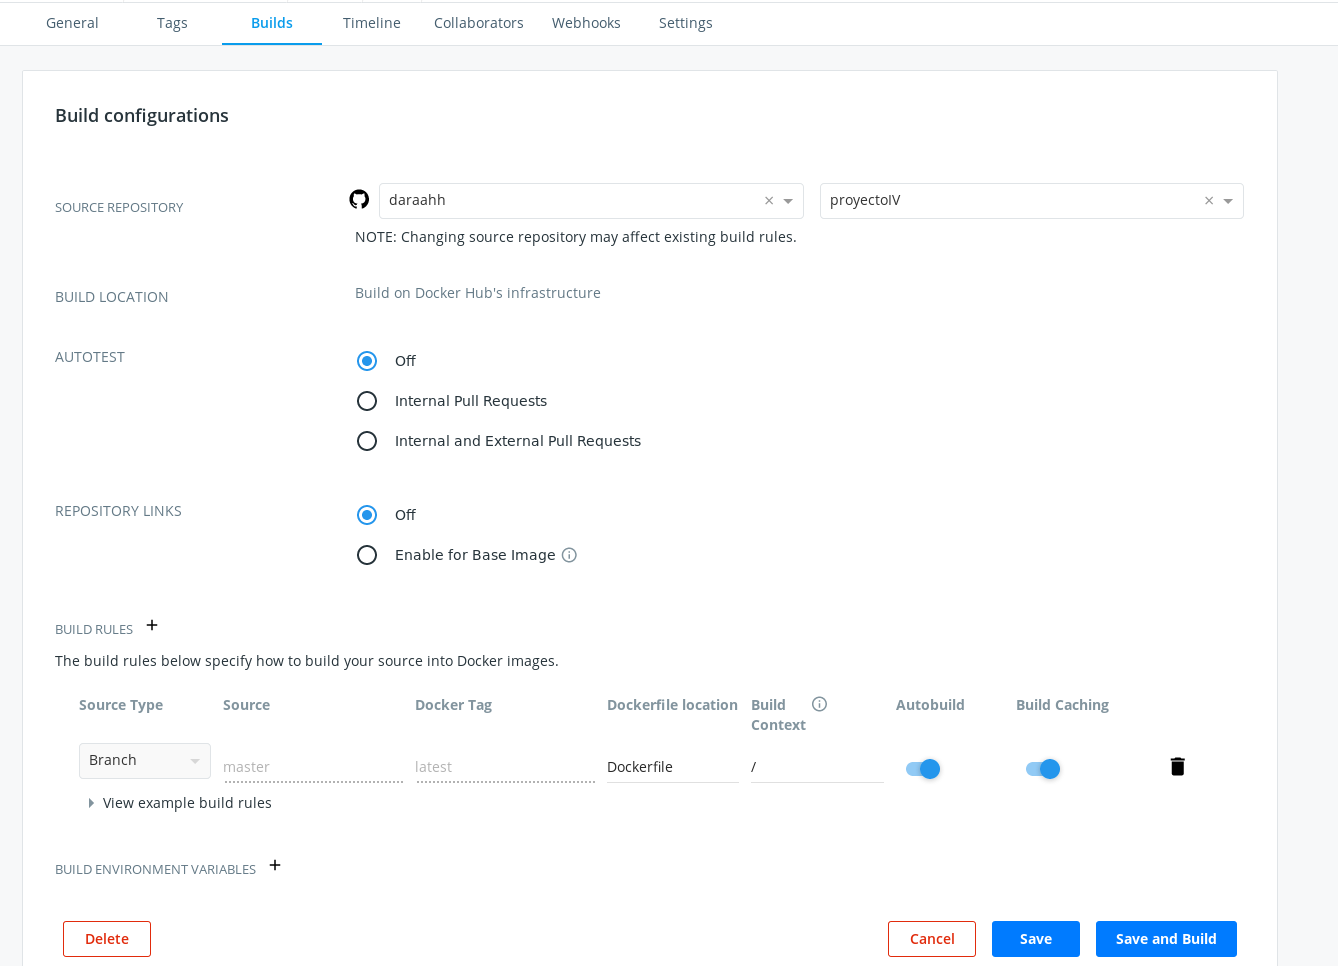 General Tags Builds Timeline Collaborators Webhooks Settings
Build configurations
SOURCE REPOSITORY daraahh × proyectoIV ×
NOTE: Changing source repository may affect existing build rules.
BUILD LOCATION Build on Docker Hub's infrastructure
AUTOTEST Off
Internal Pull Requests
Internal and External Pull Requests
REPOSITORY LINKS Off
Enable for Base Image
BUILD RULES +
The build rules below specify how to build your source into Docker images.
Source Type Source Docker Tag Dockerfile location Build Context Autobuild Build Caching
Branch master latest Dockerfile /
View example build rules
BUILD ENVIRONMENT VARIABLES +
Delete Cancel Save Save and Build